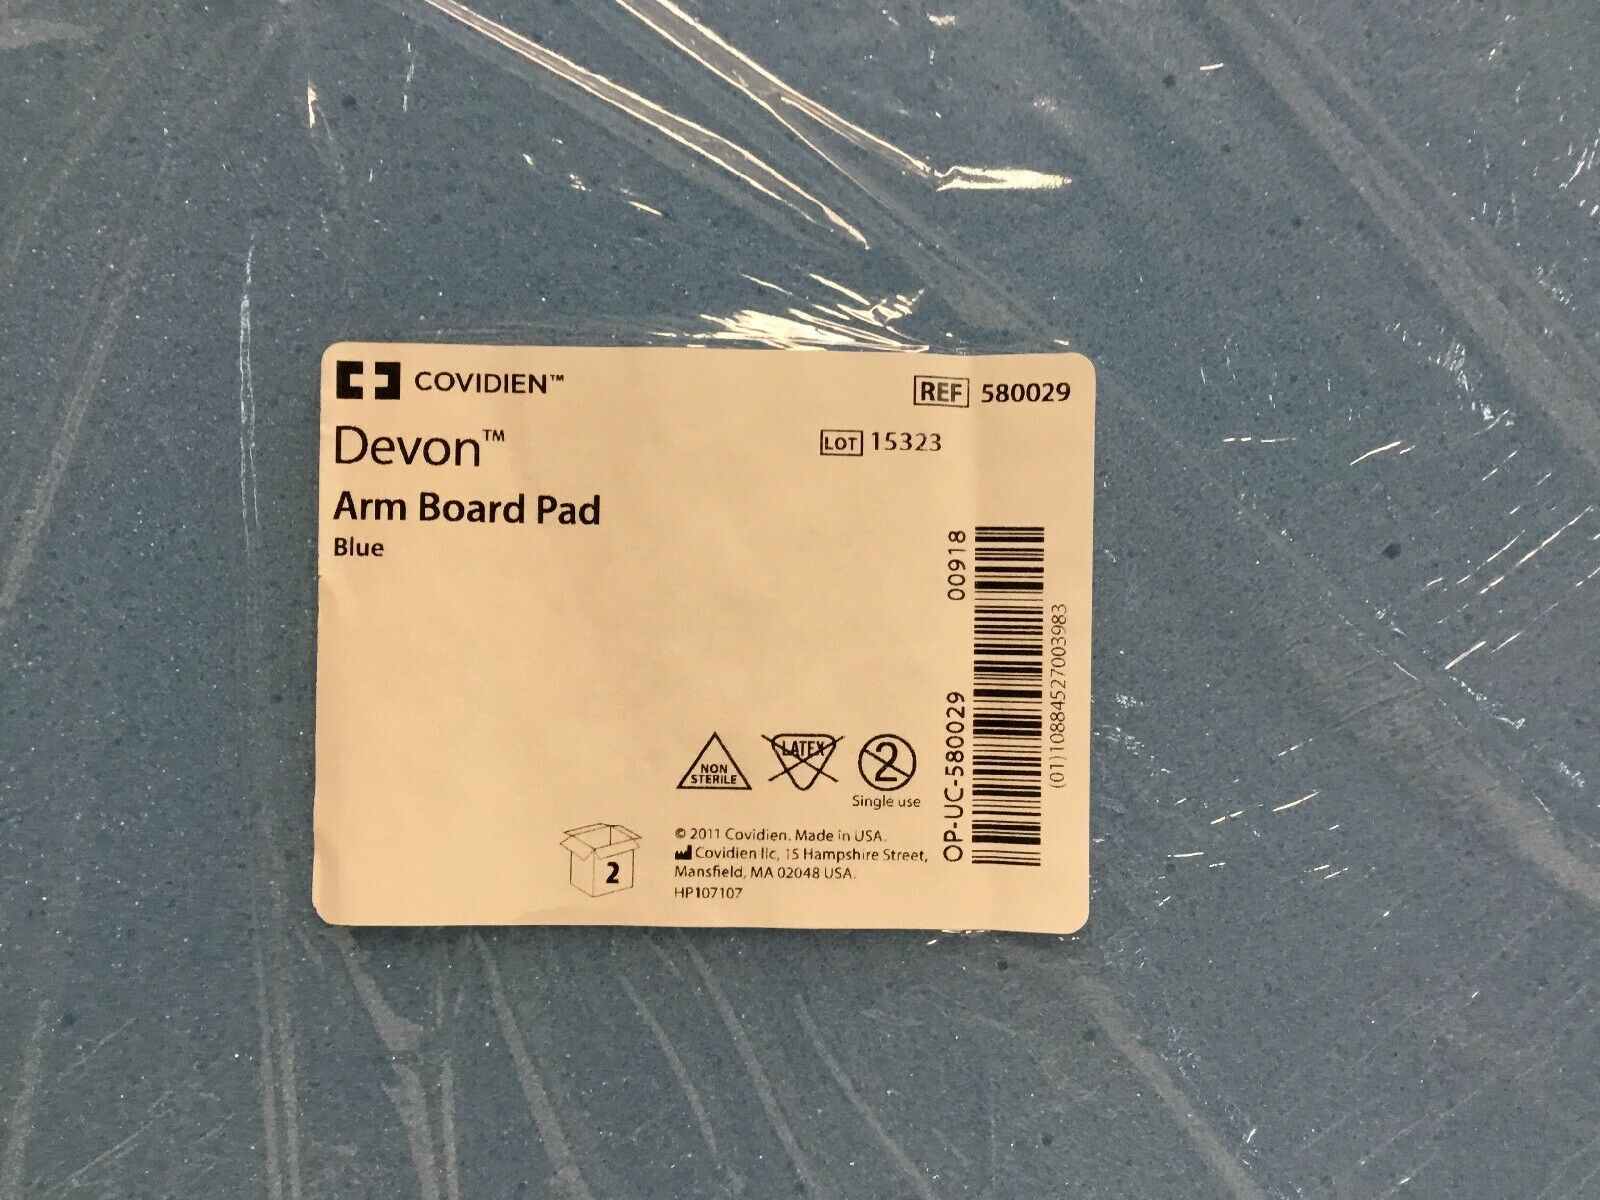 COVIDIEN™
REF 580029
Devon™
LOT 15323
Arm Board Pad
Blue
OP-UC-580029 00918
(01)10884527003983
NON
STERILE
LATEX
2
Single use
2
© 2011 Covidien. Made in USA.
Covidien llc, 15 Hampshire Street,
Mansfield, MA 02048 USA.
HP107107